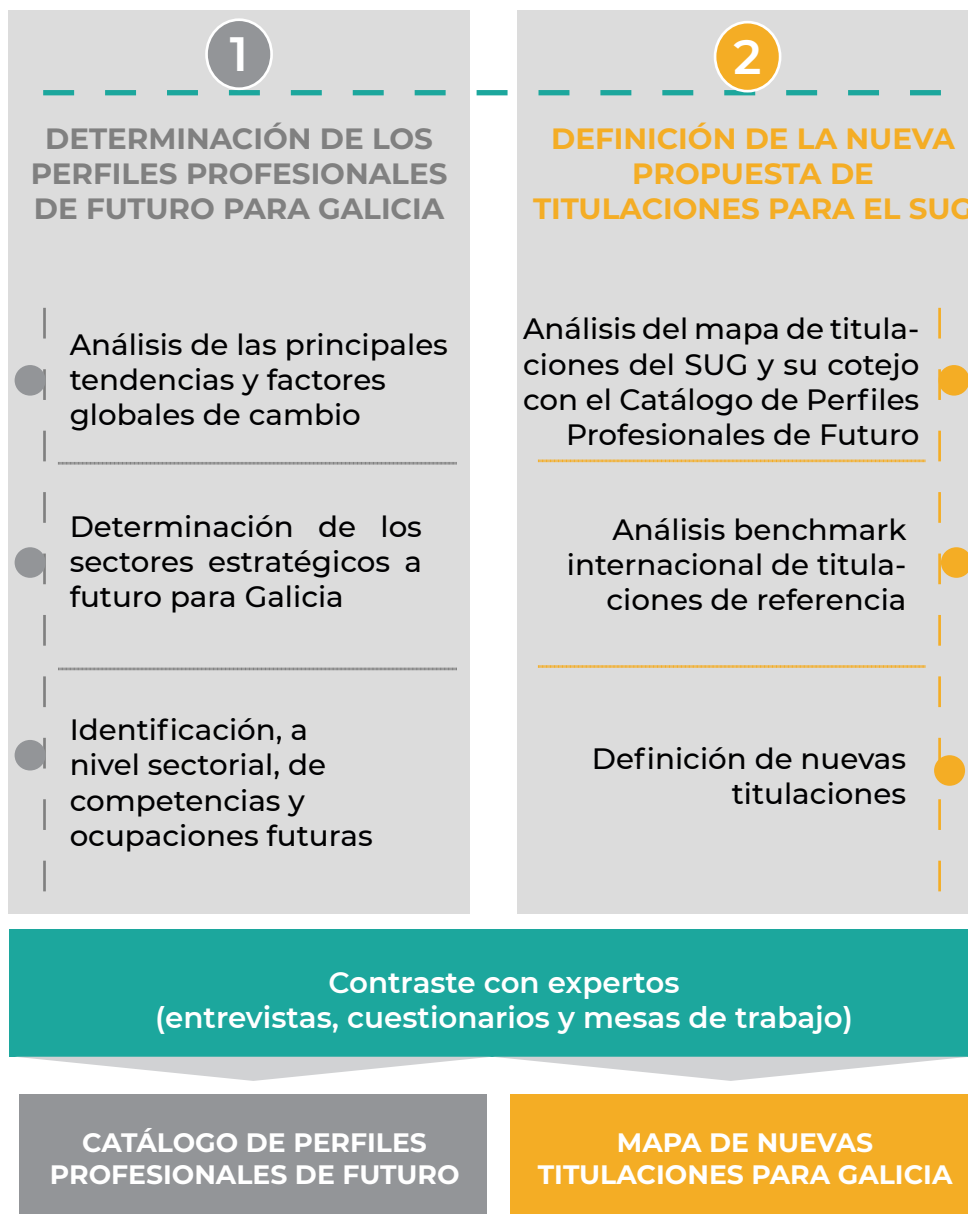 1
DETERMINACIÓN DE LOS
PERFILES PROFESIONALES
DE FUTURO PARA GALICIA
Análisis de las principales
tendencias y factores
globales de cambio
Determinación de los
sectores estratégicos a
futuro para Galicia
Identificación, a
nivel sectorial, de
competencias y
ocupaciones futuras
2
DEFINICIÓN DE LA NUEVA
PROPUESTA DE
TITULACIONES PARA EL SUG
Análisis del mapa de titula-
ciones del SUG y su cotejo
con el Catálogo de Perfiles
Profesionales de Futuro
Análisis benchmark
internacional de titula-
ciones de referencia
Definición de nuevas
titulaciones
Contraste con expertos
(entrevistas, cuestionarios y mesas de trabajo)
CATÁLOGO DE PERFILES
PROFESIONALES DE FUTURO
MAPA DE NUEVAS
TITULACIONES PARA GALICIA